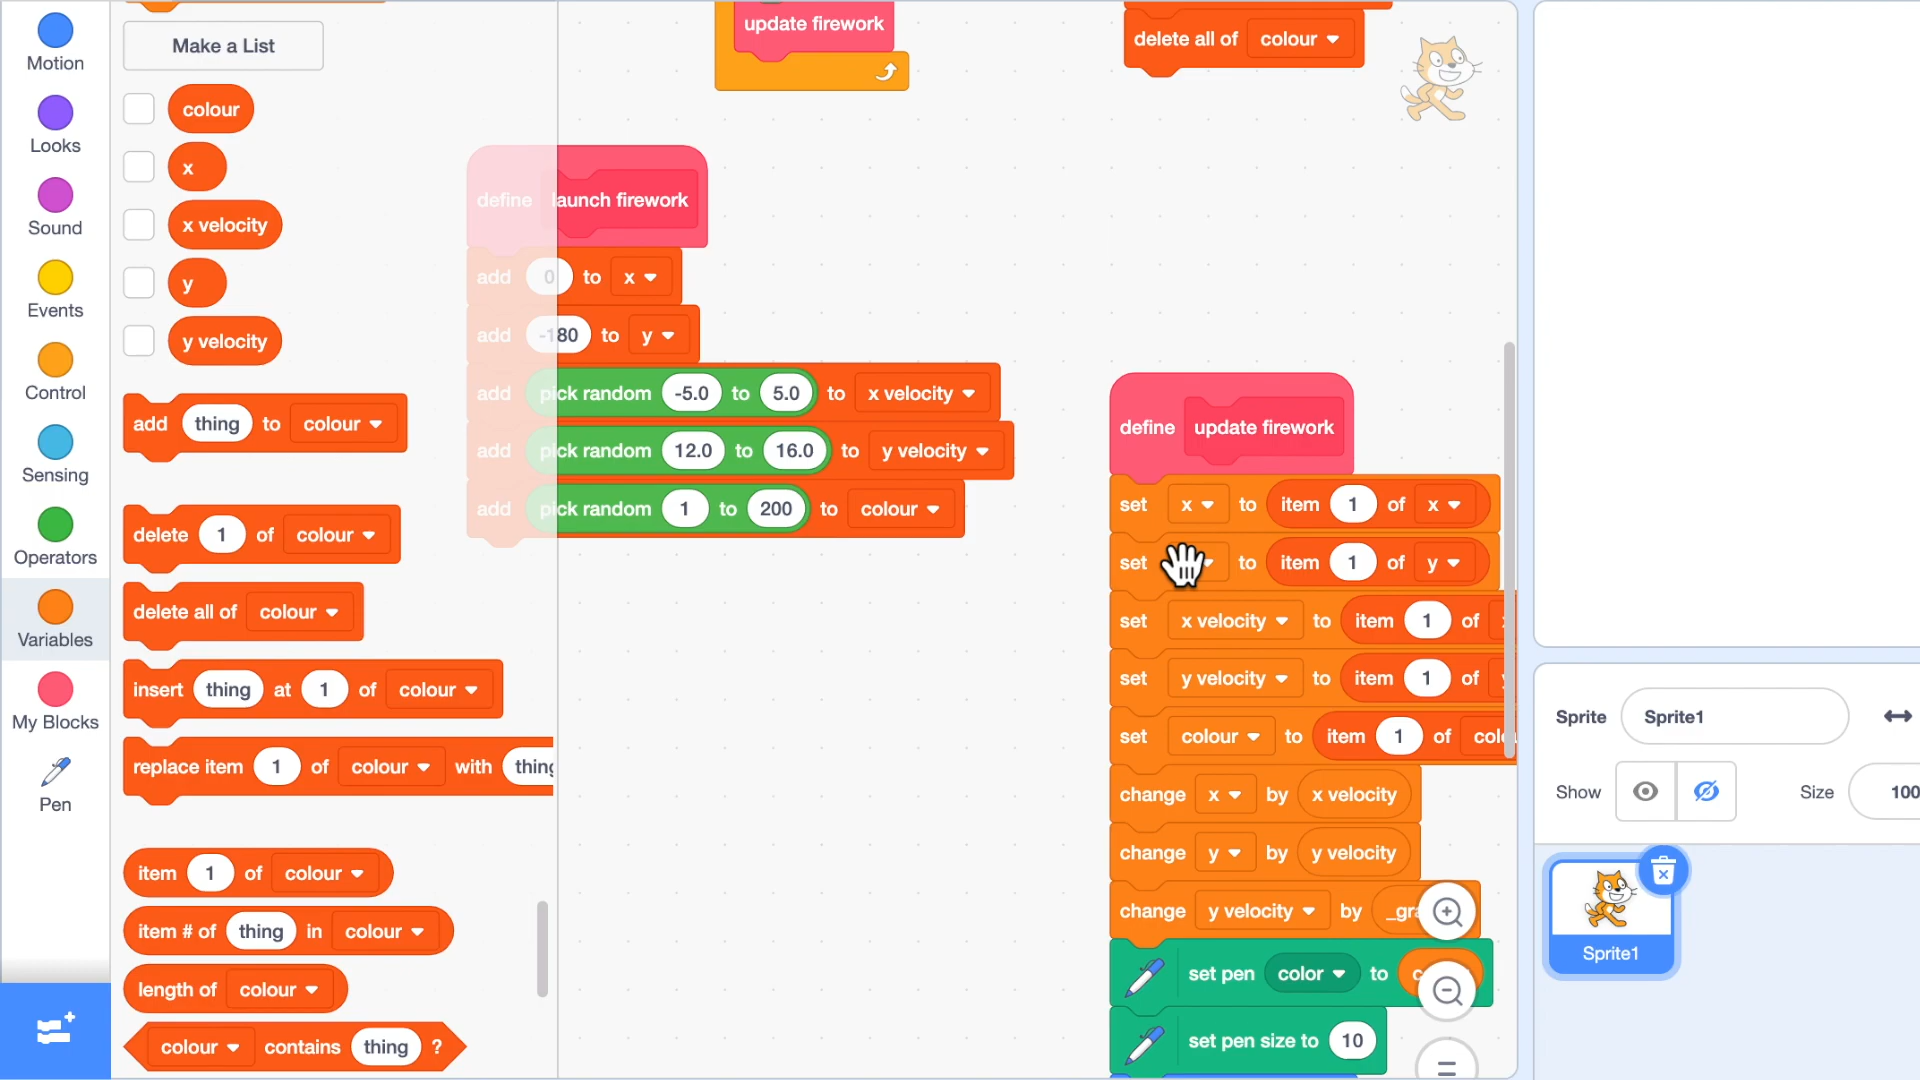 Motion
Looks
Sound
Events
Control
Sensing
Operators
Variables
My Blocks
Pen
Make a List
colour
x
x velocity
y
y velocity
add thing to colour
delete 1 of colour
delete all of colour
insert thing at 1 of colour
replace item 1 of colour with thing
item 1 of colour
item # of thing in colour
length of colour
colour contains thing ?
update firework
define launch firework
add 0 to x
add -180 to y
add pick random -5.0 to 5.0 to x velocity
add pick random 12.0 to 16.0 to y velocity
add pick random 1 to 200 to colour
delete all of colour
define update firework
set x to item 1 of x
set to item 1 of y
set x velocity to item 1 of
set y velocity to item 1 of
set colour to item 1 of
change x by x velocity
change y by y velocity
change y velocity by
set pen color to
set pen size to 10
Sprite Sprite1
Show Size 100
Sprite1